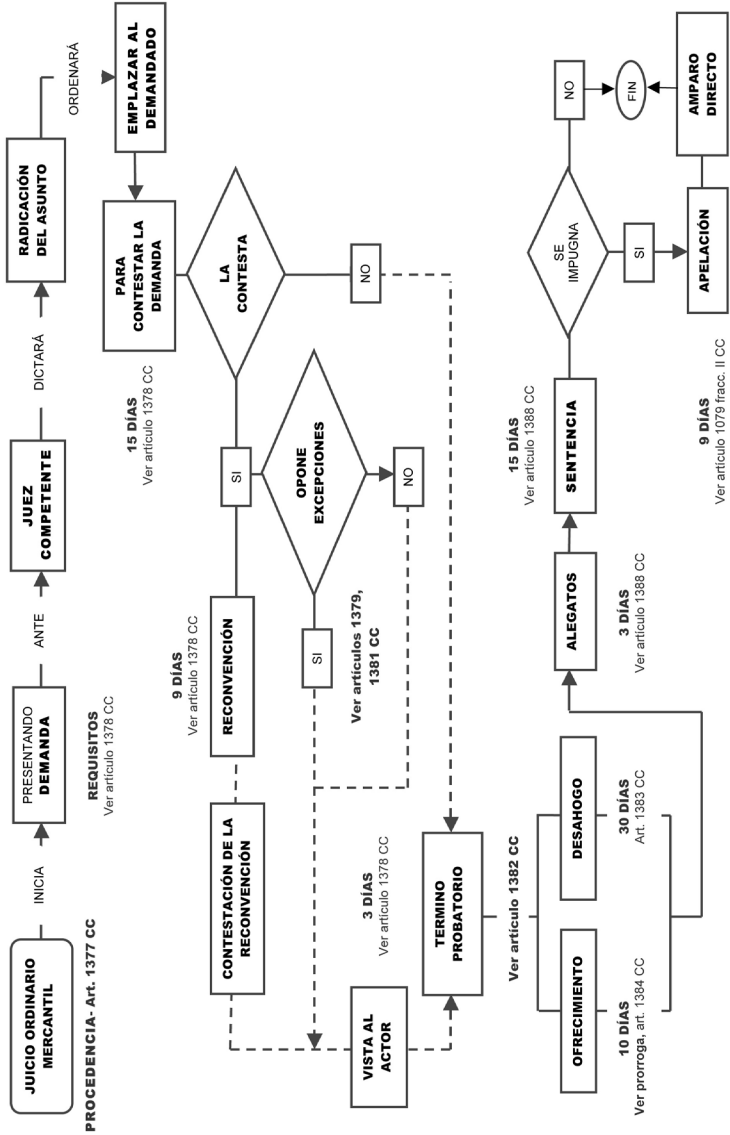 JUICIO ORDINARIO
MERCANTIL
PROCEDENCIA- Art. 1377 CC
INICIA
PRESENTANDO
DEMANDA
REQUISITOS
Ver artículo 1378 CC
ANTE
JUEZ
COMPETENTE
DICTARÁ
RADICACIÓN
DEL ASUNTO
ORDENARÁ
EMPLAZAR AL
DEMANDADO
PARA
CONTESTAR LA
DEMANDA
15 DÍAS
Ver artículo 1378 CC
LA
CONTESTA
NO
SI
RECONVENCIÓN
9 DÍAS
Ver artículo 1378 CC
CONTESTACIÓN DE LA
RECONVENCIÓN
OPONE
EXCEPCIONES
NO
SI
Ver artículos 1379,
1381 CC
VISTA AL
ACTOR
3 DÍAS
Ver artículo 1378 CC
TERMINO
PROBATORIO
Ver artículo 1382 CC
OFRECIMIENTO
10 DÍAS
Ver prorroga, art. 1384 CC
DESAHOGO
30 DÍAS
Art. 1383 CC
ALEGATOS
3 DÍAS
Ver artículo 1388 CC
SENTENCIA
15 DÍAS
Ver artículo 1388 CC
SE
IMPUGNA
NO
SI
FIN
APELACIÓN
9 DÍAS
Ver artículo 1079 fracc. II CC
AMPARO
DIRECTO